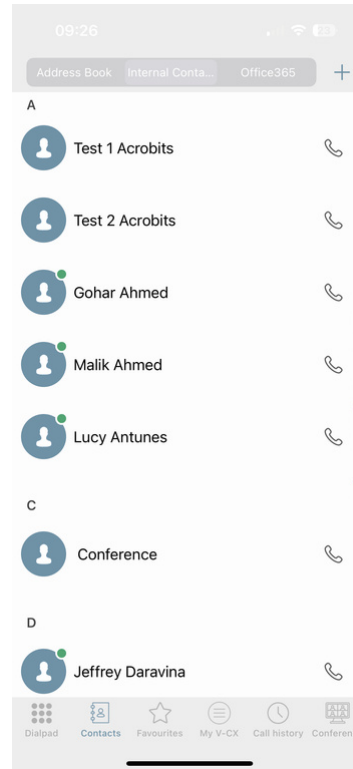 09:26
Address Book Internal Conta... Office365 +
A
Test 1 Acrobits
Test 2 Acrobits
Gohar Ahmed
Malik Ahmed
Lucy Antunes
C
Conference
D
Jeffrey Daravina
Dialpad Contacts Favourites My V-CX Call history Conferen